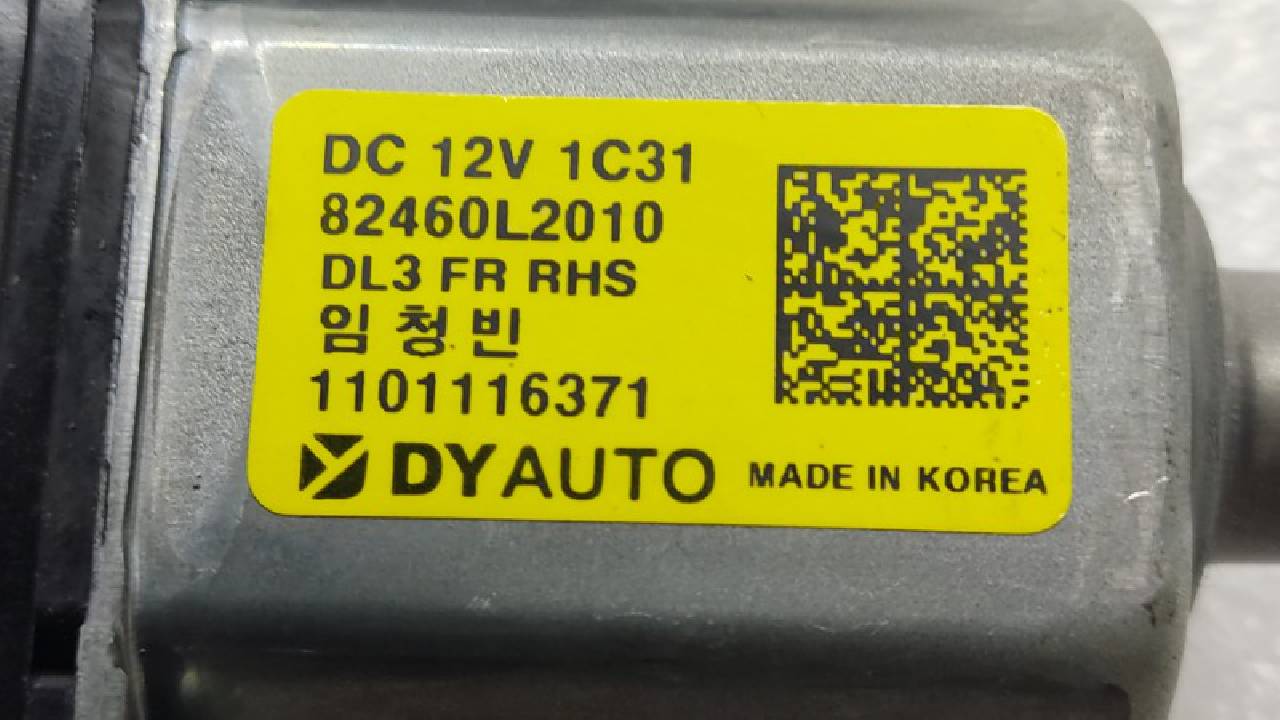 DC 12V 1C31
82460L2010
DL3 FR RHS
임 청 빈
1101116371
DYAUTO MADE IN KOREA